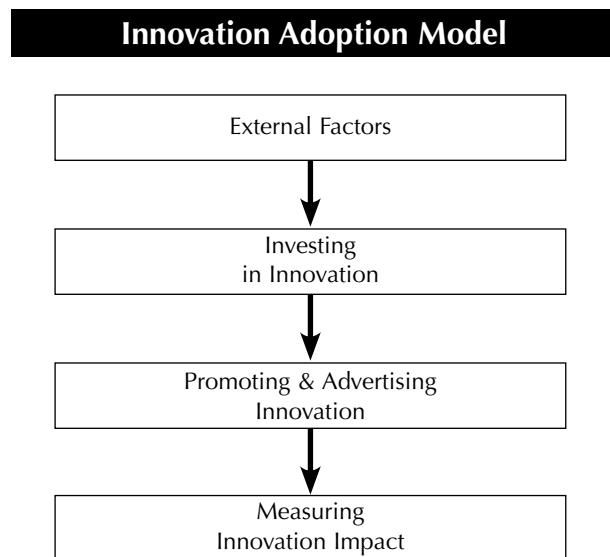 Innovation Adoption Model
External Factors
Investing
in Innovation
Promoting & Advertising
Innovation
Measuring
Innovation Impact